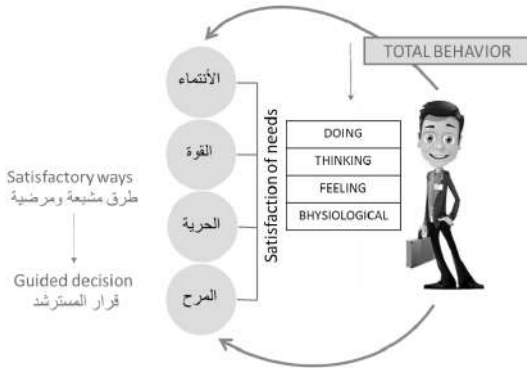 TOTAL BEHAVIOR
الأنتماء
القوة
الحرية
المرح
Satisfaction of needs
DOING
THINKING
FEELING
BHYSIOLOGICAL
Satisfactory ways
طرق مشبعة ومرضية
Guided decision
قرار المسترشد